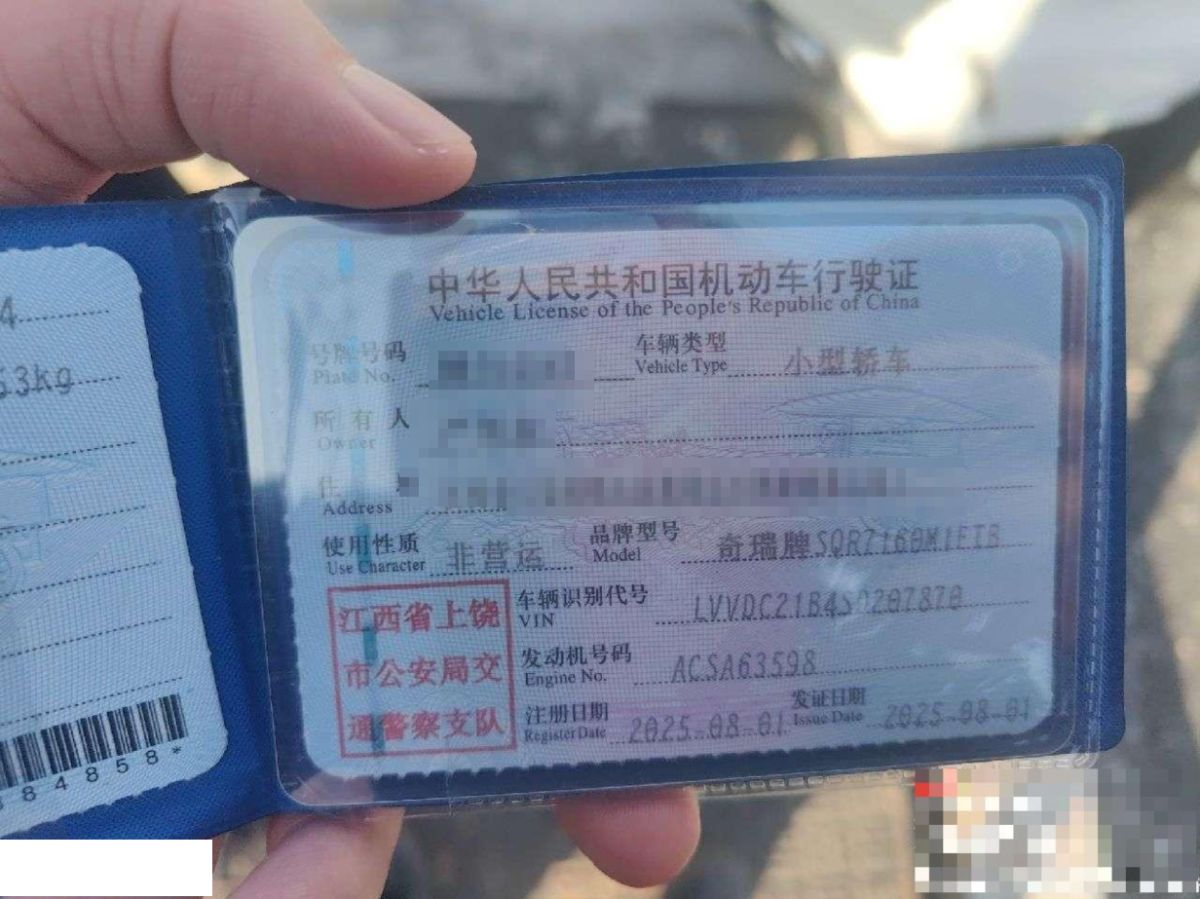 4
53kg
84858*
中华人民共和国机动车行驶证
Vehicle License of the People's Republic of China
号牌号码
Plate No.
车辆类型 小型轿车
Vehicle Type
所有人
Owner
住
Address
使用性质 非营运
Use Character
品牌型号 奇瑞牌SQR7160M1ETB
Model
江西省上饶
市公安局交
通警察支队
车辆识别代号 LVVDC21B4SD207870
VIN
发动机号码 ACSA63598
Engine No.
注册日期 2025-08-01
Register Date
发证日期 2025-08-01
Issue Date